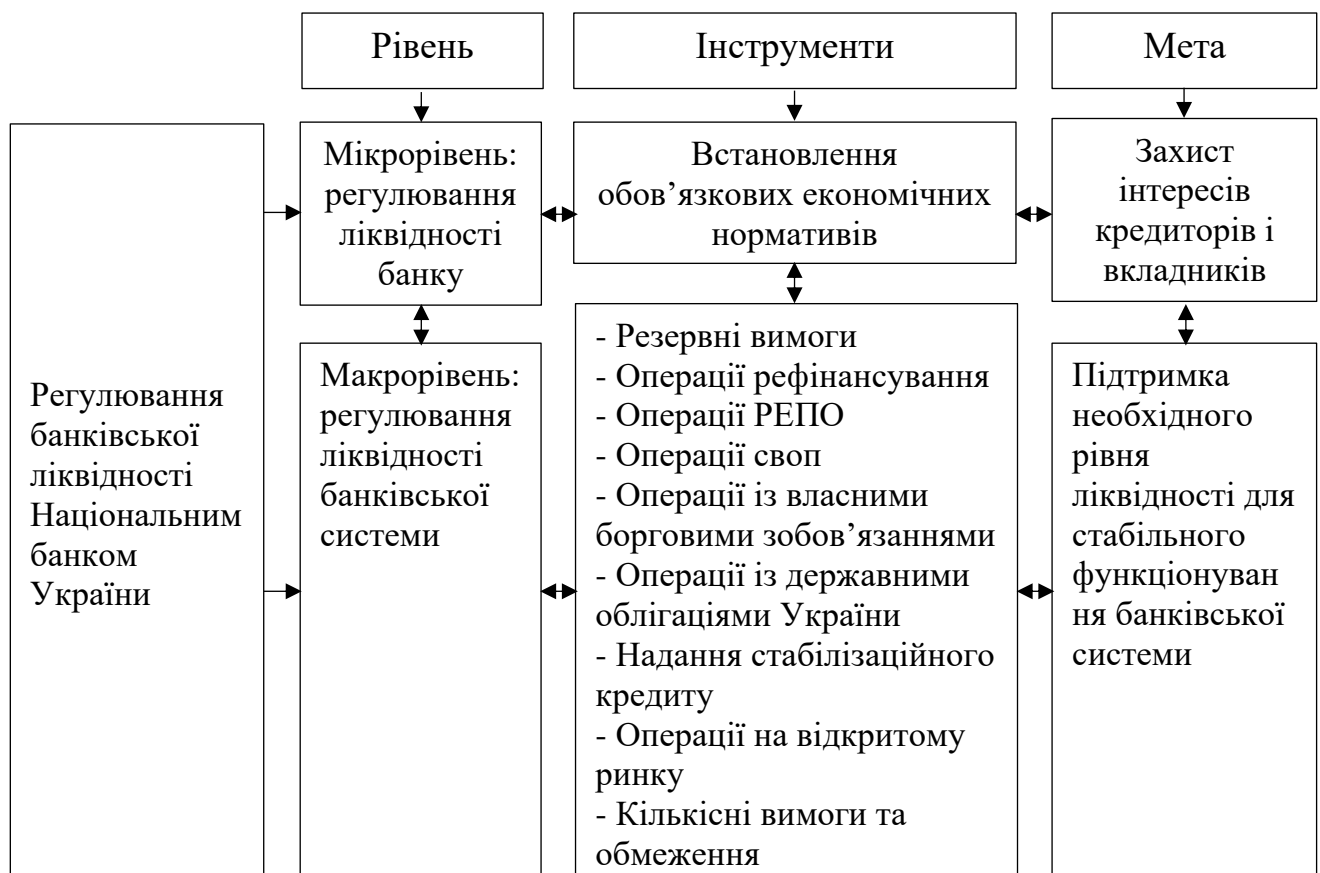 Рівень
Інструменти
Мета
Регулювання
банківської
ліквідності
Національним
банком
України
Мікрорівень:
регулювання
ліквідності
банку
Встановлення
обов’язкових економічних
нормативів
Захист
інтересів
кредиторів і
вкладників
Макрорівень:
регулювання
ліквідності
банківської
системи
- Резервні вимоги
- Операції рефінансування
- Операції РЕПО
- Операції своп
- Операції із власними
борговими зобов’язаннями
- Операції із державними
облігаціями України
- Надання стабілізаційного
кредиту
- Операції на відкритому
ринку
- Кількісні вимоги та
обмеження
Підтримка
необхідного
рівня
ліквідності для
стабільного
функціонуван
ня банківської
системи